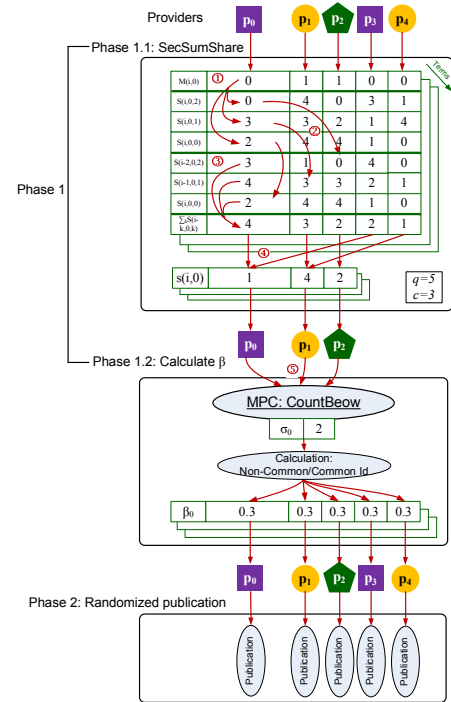 Providers
p0 p1 p2 p3 p4
Phase 1.1: SecSumShare
Terms
M(i,0) ① 0 1 1 0 0
S(i,0,2) 0 4 0 3 1
S(i,0,1) 3 3 ② 2 1 4
S(i,0,0) 2 4 4 1 0
S(i-2,0,2) ③ 3 1 0 4 0
S(i-1,0,1) 4 3 3 2 1
S(i,0,0) 2 4 4 1 0
∑kS(i-k,0,k) 4 3 2 2 1
④
s(i,0) 1 4 2
q=5
c=3
Phase 1
p0 p1 p2
Phase 1.2: Calculate β
⑤
MPC: CountBeow
σ0 2
Calculation:
Non-Common/Common Id
β0 0.3 0.3 0.3 0.3 0.3
p0 p1 p2 p3 p4
Phase 2: Randomized publication
Publication Publication Publication Publication Publication